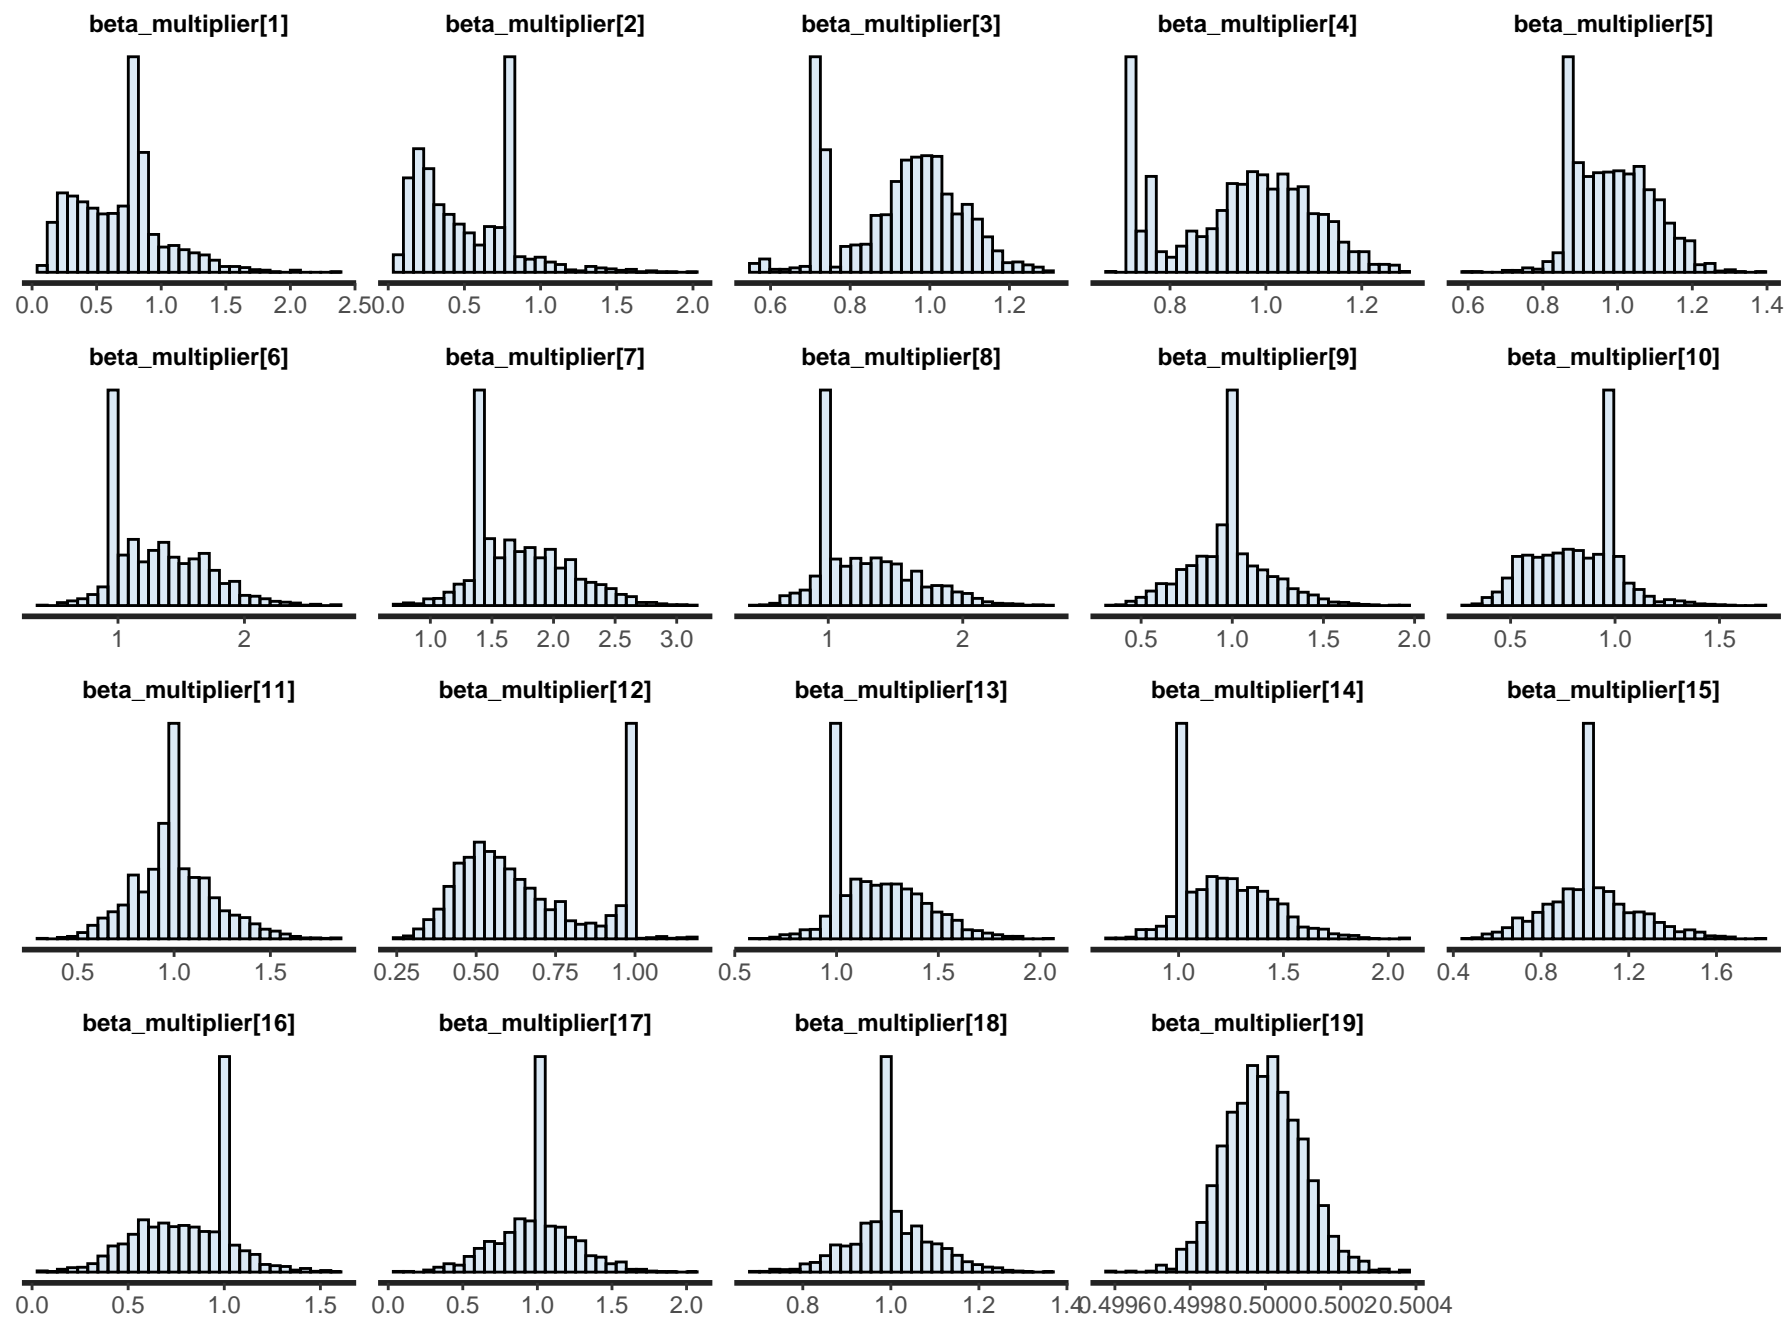 beta_multiplier[1] beta_multiplier[2] beta_multiplier[3] beta_multiplier[4] beta_multiplier[5]
0.0 0.5 1.0 1.5 2.0 2.5 0.0 0.5 1.0 1.5 2.0 0.6 0.8 1.0 1.2 0.8 1.0 1.2 0.6 0.8 1.0 1.2 1.4
beta_multiplier[6] beta_multiplier[7] beta_multiplier[8] beta_multiplier[9] beta_multiplier[10]
1 2 1.0 1.5 2.0 2.5 3.0 1 2 0.5 1.0 1.5 2.0 0.5 1.0 1.5
beta_multiplier[11] beta_multiplier[12] beta_multiplier[13] beta_multiplier[14] beta_multiplier[15]
0.5 1.0 1.5 0.25 0.50 0.75 1.00 0.5 1.0 1.5 2.0 1.0 1.5 2.0 0.4 0.8 1.2 1.6
beta_multiplier[16] beta_multiplier[17] beta_multiplier[18] beta_multiplier[19]
0.0 0.5 1.0 1.5 0.0 0.5 1.0 1.5 2.0 0.8 1.0 1.2 1.4 0.4996 0.4998 0.5000 0.5002 0.5004